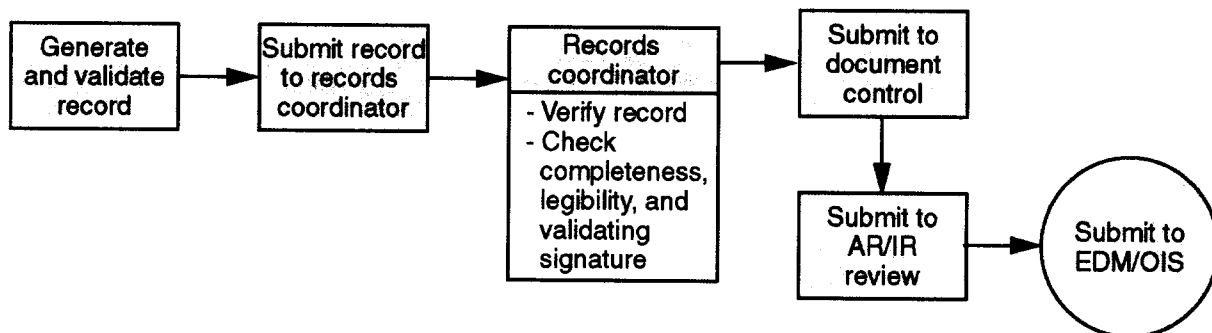 Generate
and validate
record
Submit record
to records
coordinator
Records
coordinator
- Verify record
- Check
completeness,
legibility, and
validating
signature
Submit to
document
control
Submit to
AR/IR
review
Submit to
EDM/OIS